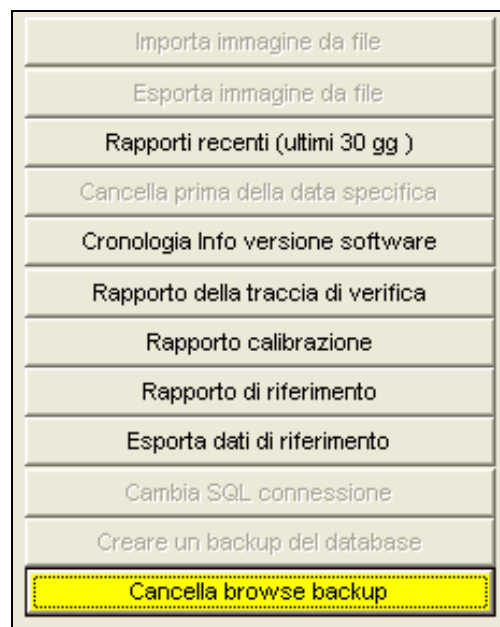 Importa immagine da file
Esporta immagine da file
Rapporti recenti (ultimi 30 gg )
Cancella prima della data specifica
Cronologia Info versione software
Rapporto della traccia di verifica
Rapporto calibrazione
Rapporto di riferimento
Esporta dati di riferimento
Cambia SQL connessione
Creare un backup del database
Cancella browse backup